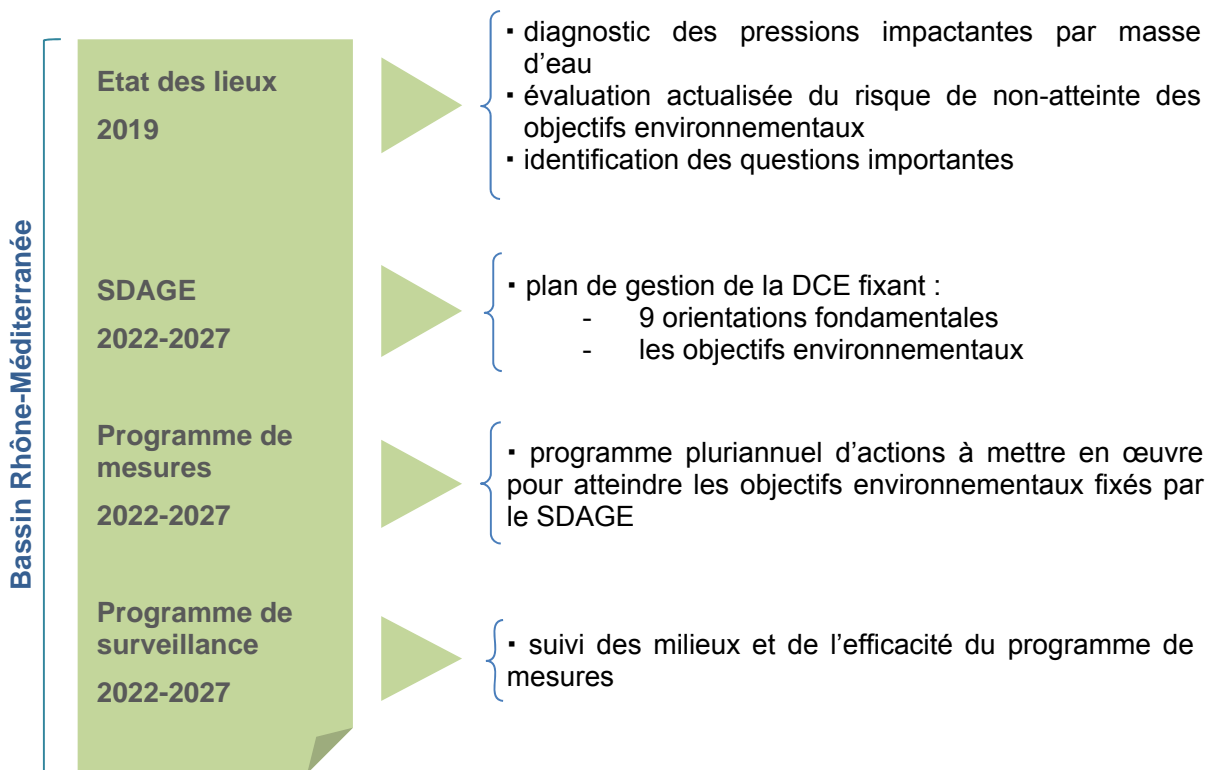 Bassin Rhône-Méditerranée
Etat des lieux
2019
▪ diagnostic des pressions impactantes par masse
d'eau
▪ évaluation actualisée du risque de non-atteinte des
objectifs environnementaux
▪ identification des questions importantes
SDAGE
2022-2027
▪ plan de gestion de la DCE fixant :
- 9 orientations fondamentales
- les objectifs environnementaux
Programme de
mesures
2022-2027
▪ programme pluriannuel d'actions à mettre en œuvre
pour atteindre les objectifs environnementaux fixés par
le SDAGE
Programme de
surveillance
2022-2027
▪ suivi des milieux et de l'efficacité du programme de
mesures